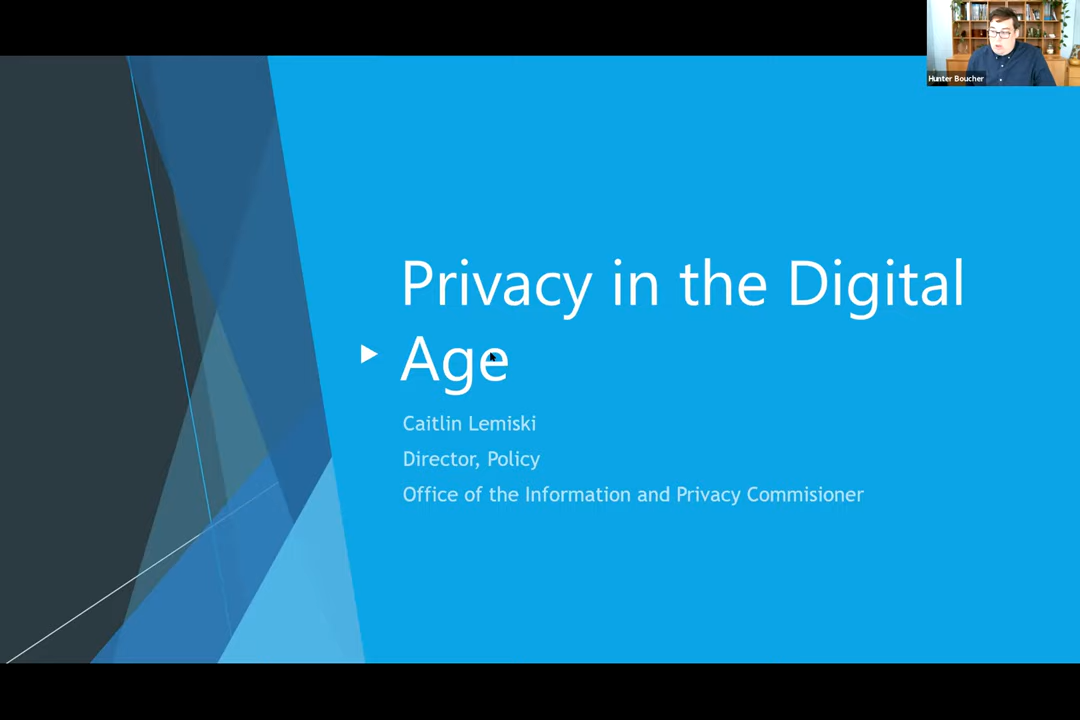 Hunter Boucher
Privacy in the Digital
Age
Caitlin Lemiski
Director, Policy
Office of the Information and Privacy Commisioner